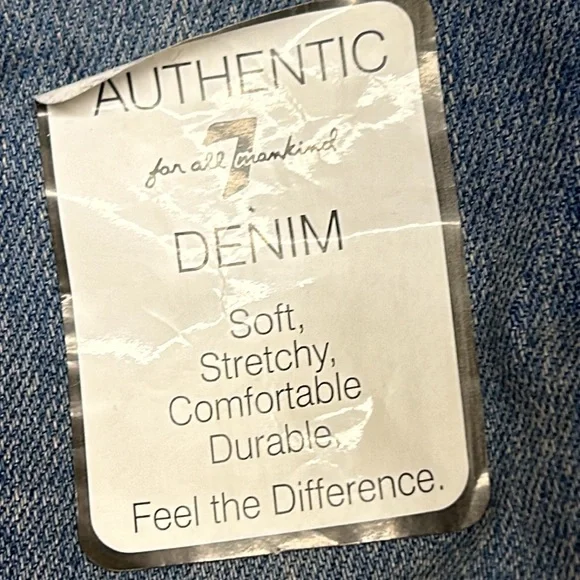 AUTHENTIC
7
for all mankind
DENIM
Soft,
Stretchy,
Comfortable
Durable.
Feel the Difference.